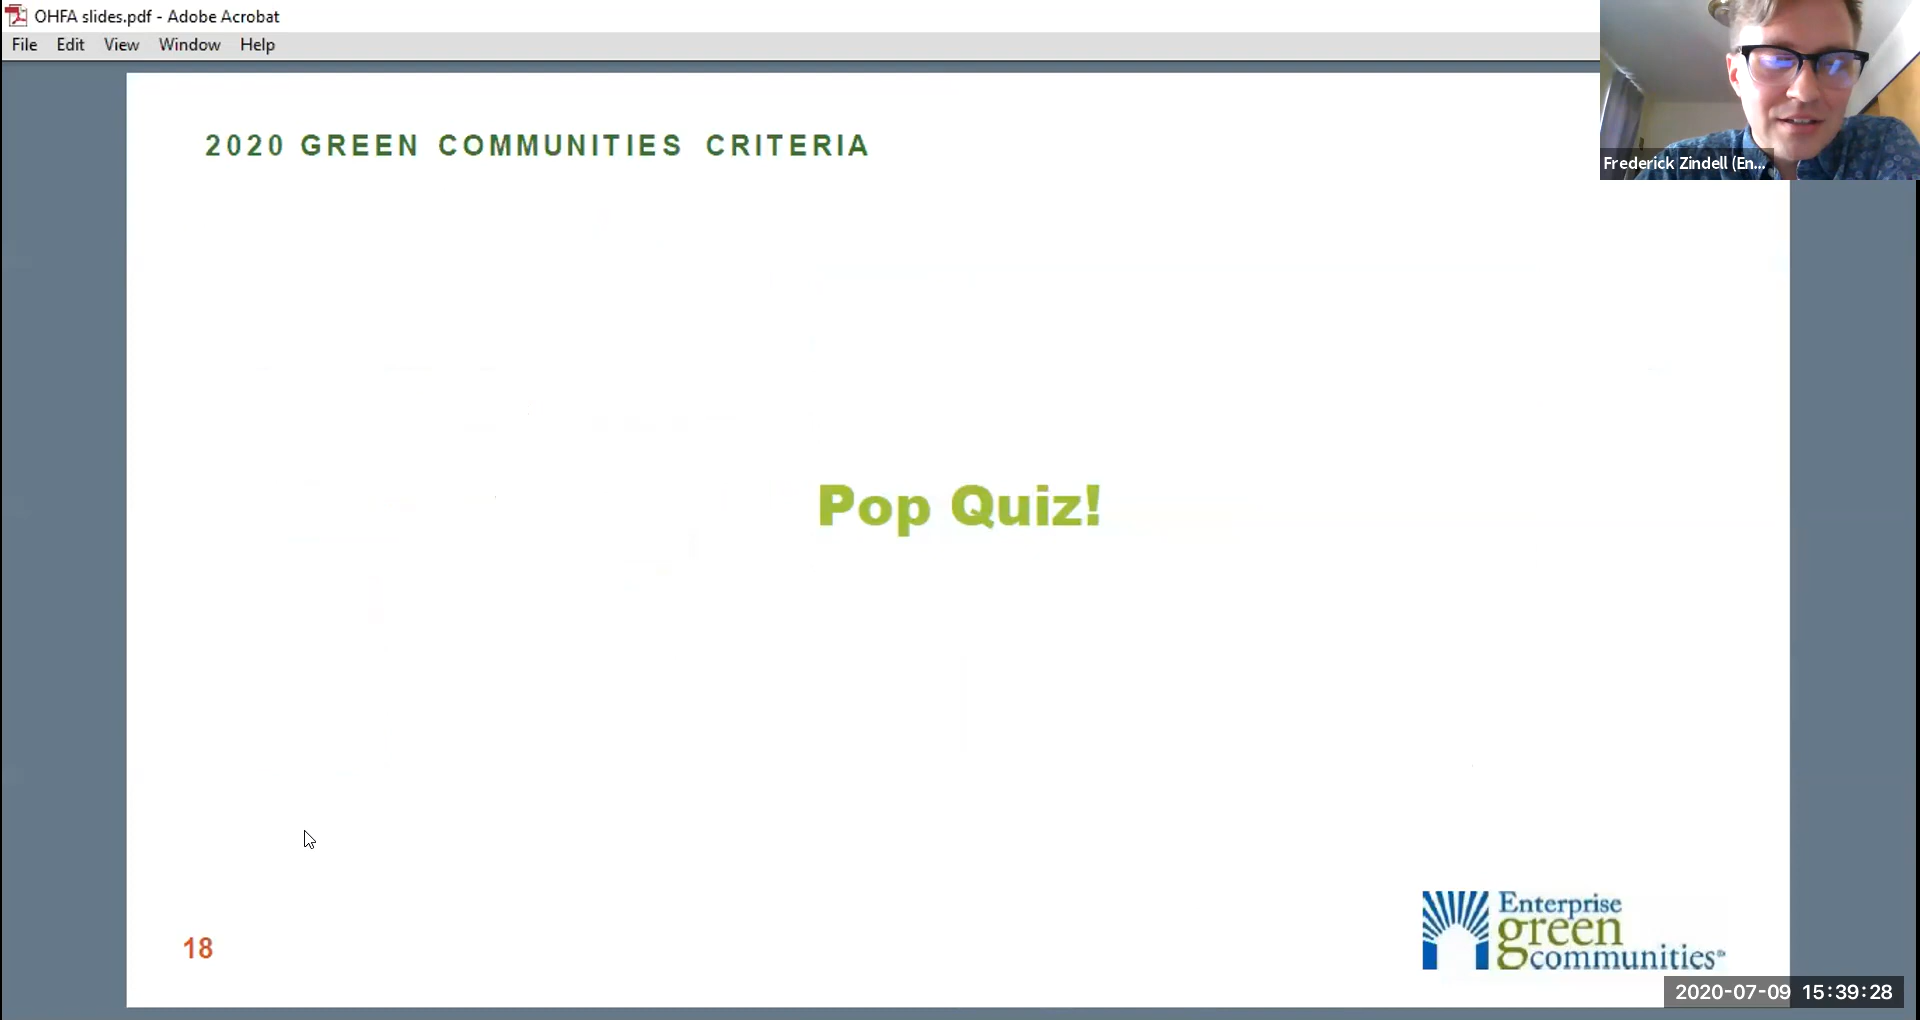 OHFA slides.pdf - Adobe Acrobat
File Edit View Window Help
Frederick Zindell (En...
2020 GREEN COMMUNITIES CRITERIA
Pop Quiz!
18
Enterprise
green
communities®
2020-07-09 15:39:28